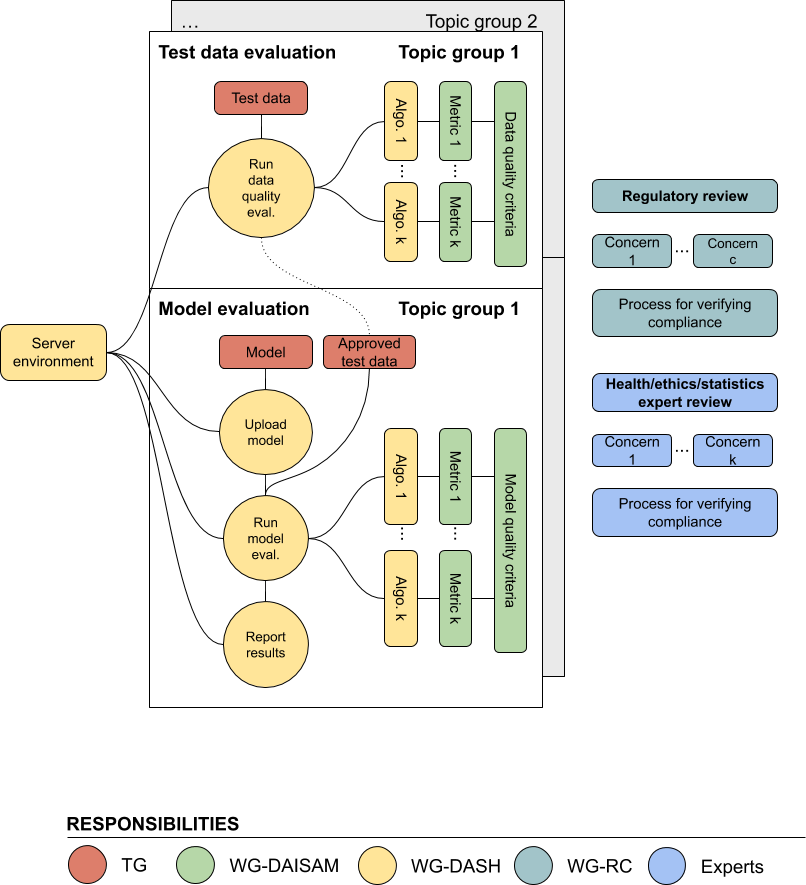 ... Topic group 2
Test data evaluation Topic group 1
Test data
Run
data
quality
eval.
Algo. 1
Metric 1
...
...
Algo. k
Metric k
Data quality criteria
Model evaluation Topic group 1
Server
environment
Model
Approved
test data
Upload
model
Run
model
eval.
Report
results
Algo. 1
Metric 1
...
...
Algo. k
Metric k
Model quality criteria
Regulatory review
Concern
1
...
Concern
c
Process for verifying
compliance
Health/ethics/statistics
expert review
Concern
1
...
Concern
k
Process for verifying
compliance
RESPONSIBILITIES
TG WG-DAISAM WG-DASH WG-RC Experts